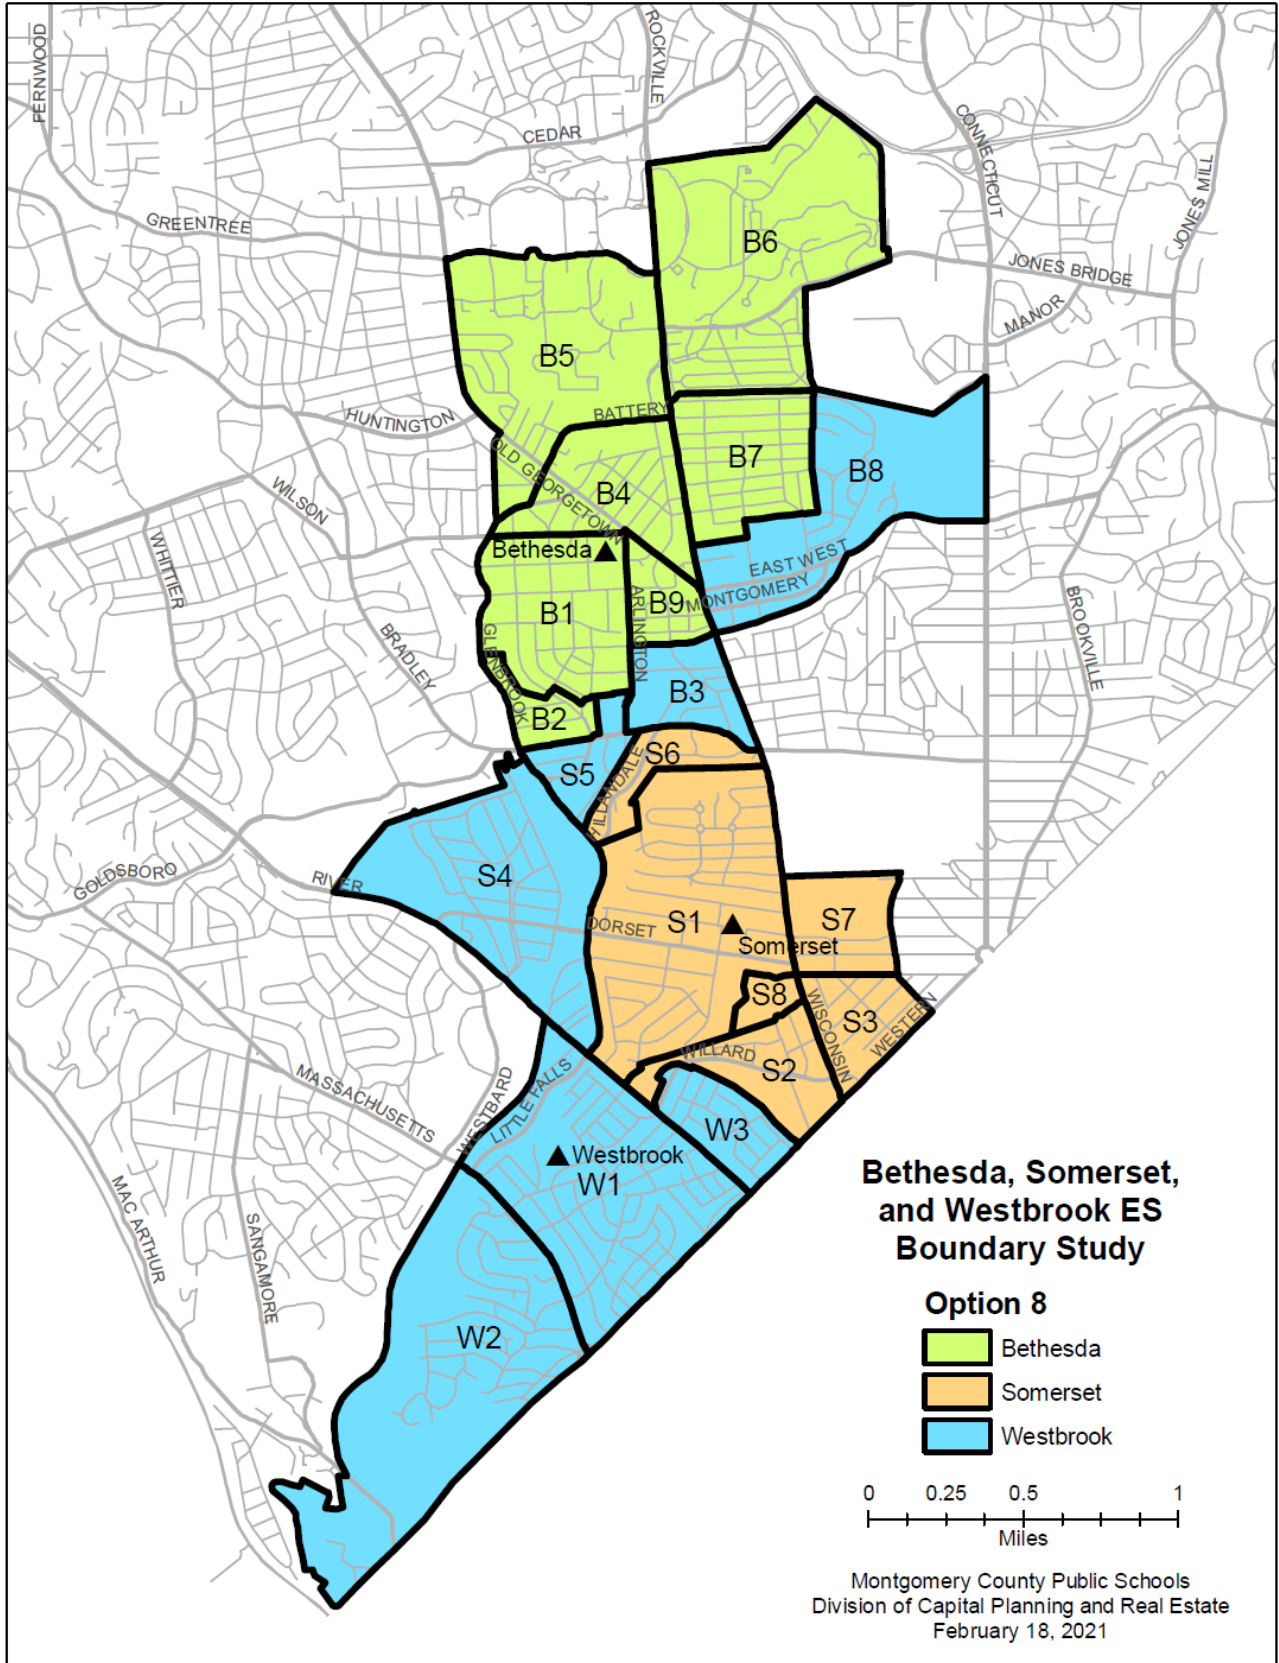 FERNWOOD
ROCKVILLE
CEDAR
CONNECTICUT
JONES MILL
GREENTREE
B6
JONES BRIDGE
MANOR
B5
BATTERY
HUNTINGTON
OLD GEORGETOWN
B7
B8
WILSON
B4
WHITTIER
Bethesda
EAST WEST
MONTGOMERY
B9
B1
ARLINGTON
BROOKVILLE
BRADLEY
GLENBROOK
B3
B2
S6
S5
HILLANDALE
GOLDSBORO
RIVER
S4
DORSET
S1
S7
Somerset
S8
WISCONSIN
S3
WESTERN
WILLARD
S2
MASSACHUSETTS
WESTBARD
LITTLE FALLS
W3
Westbrook
W1
MAC ARTHUR
SANGAMORE
W2
Bethesda, Somerset,
and Westbrook ES
Boundary Study
Option 8
Bethesda
Somerset
Westbrook
0 0.25 0.5 1
Miles
Montgomery County Public Schools
Division of Capital Planning and Real Estate
February 18, 2021